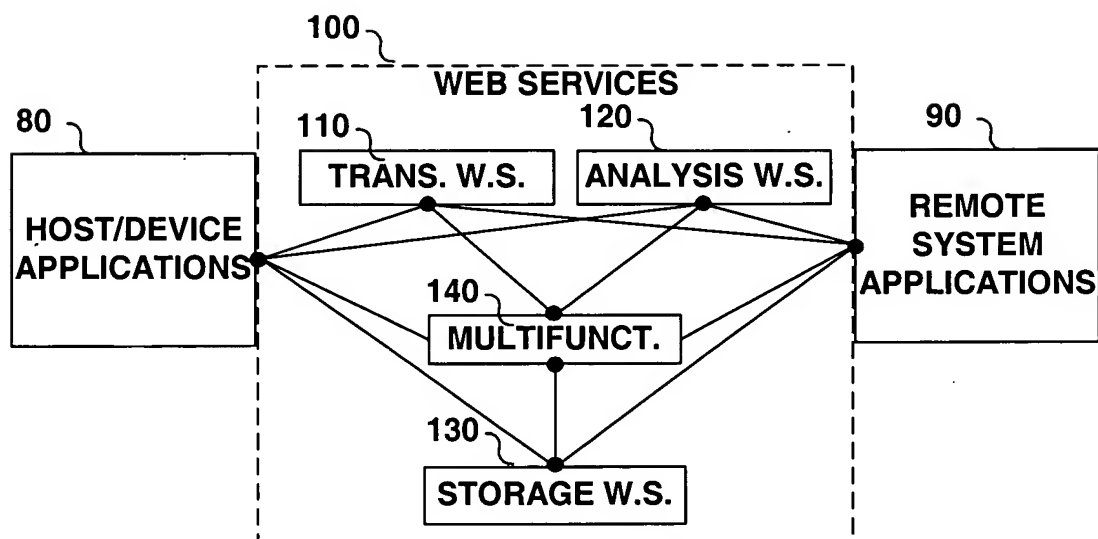 100
WEB SERVICES
80
110
120
90
TRANS. W.S.
ANALYSIS W.S.
HOST/DEVICE
APPLICATIONS
REMOTE
SYSTEM
APPLICATIONS
140
MULTIFUNCT.
130
STORAGE W.S.